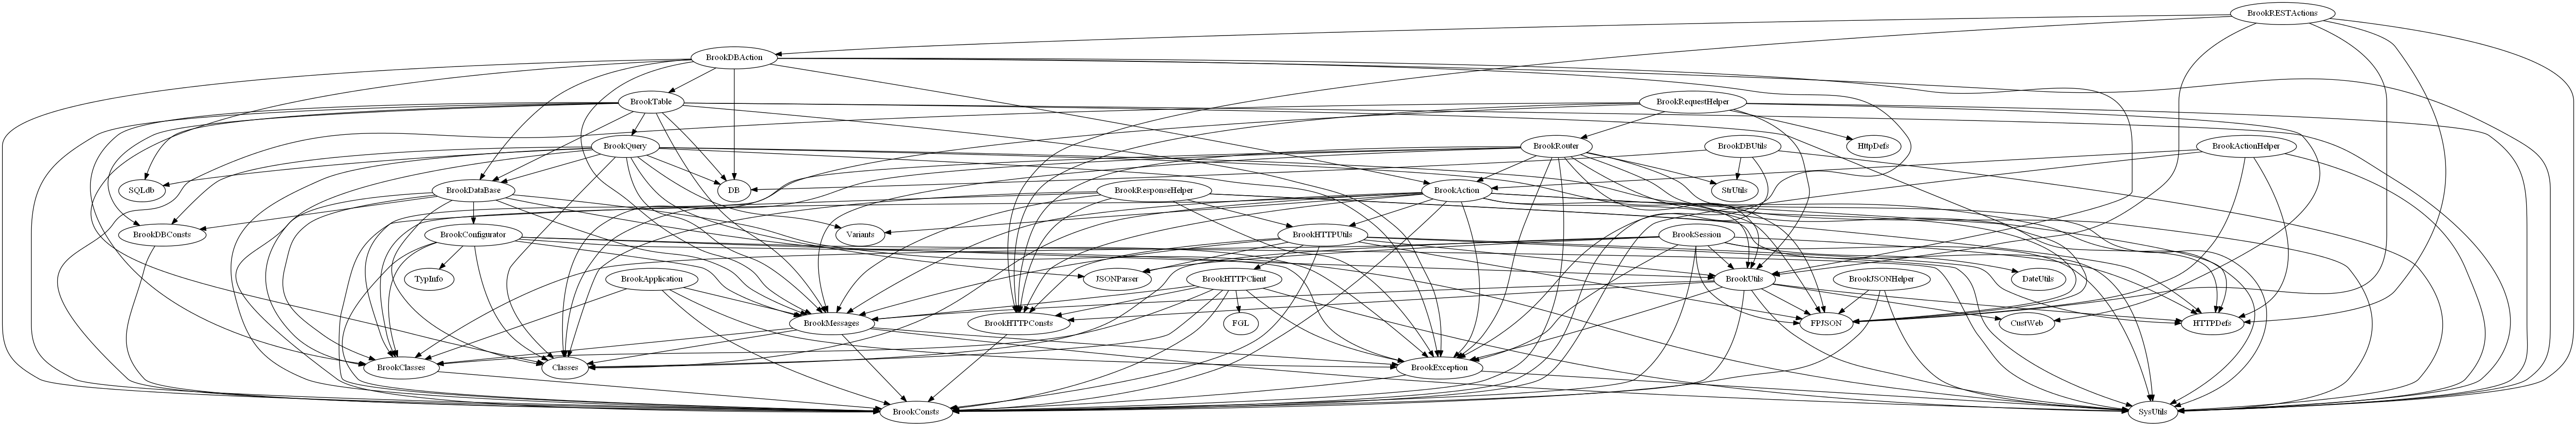 BrookRESTActions
BrookDBAction
BrookTable
BrookRequestHelper
BrookQuery
BrookRouter
HttpDefs
BrookDBUtils
BrookActionHelper
SQLdb
BrookDataBase
DB
BrookResponseHelper
BrookAction
StrUtils
BrookDBConsts
BrookConfigurator
Variants
BrookHTTPUtils
BrookSession
TypInfo
BrookApplication
JSONParser
BrookHTTPClient
BrookUtils
BrookJSONHelper
DateUtils
BrookMessages
BrookHTTPConsts
FGL
FPJSON
CustWeb
HTTPDefs
BrookClasses
Classes
BrookException
BrookConsts
SysUtils